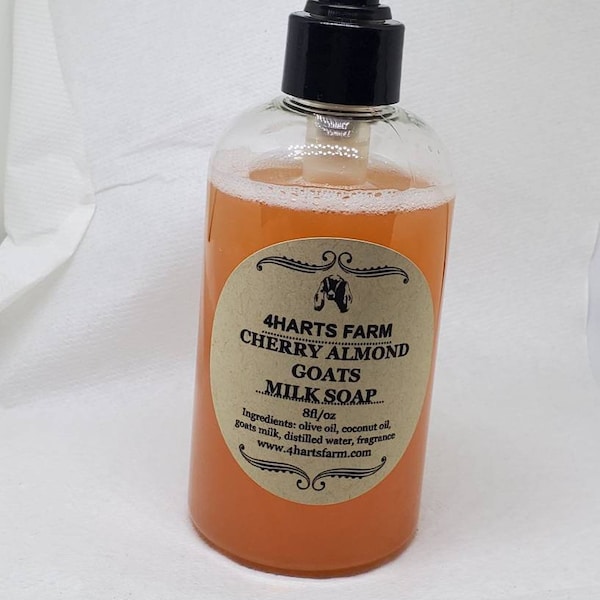 4HARTS FARM
CHERRY ALMOND
GOATS
MILK SOAP
8fl/oz
Ingredients: olive oil, coconut oil,
goats milk, distilled water, fragrance
www.4hartsfarm.com